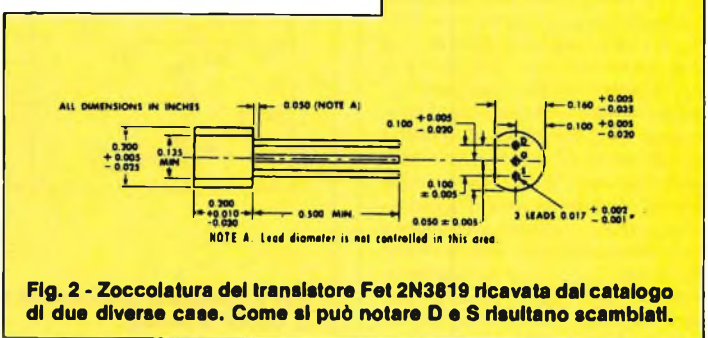 ALL DIMENSIONS IN INCHES
0.050 (NOTE A)
0.200 + 0.005 - 0.025
0.125 MIN
0.200 +0.010 -0.030
0.500 MIN.
0.100 + 0.005 - 0.020
0.160 + 0.005 - 0.025
0.100 + 0.005 - 0.020
D
G
0.100 ± 0.005
0.050 ± 0.005
3 LEADS 0.017 + 0.002 - 0.001
NOTE A. Lead diameter is not controlled in this area.
Fig. 2 - Zoccolatura del transistore Fet 2N3819 ricavata dal catalogo
di due diverse case. Come si può notare D e S risultano scambiati.